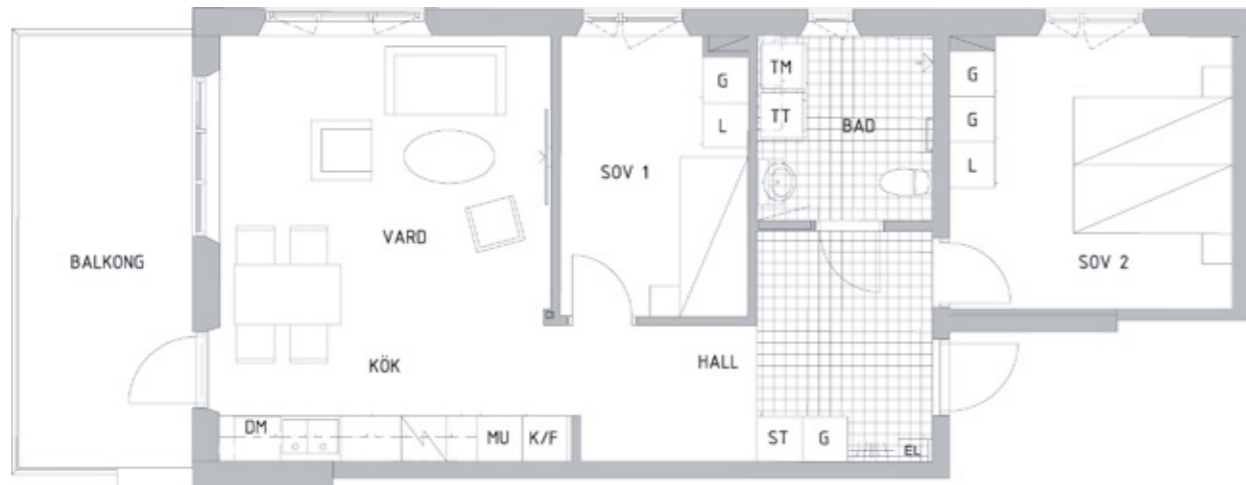 BALKONG
VARD
KÖK
DM
MU
K/F
SOV 1
G
L
TM
TT
BAD
HALL
ST
G
EL
G
G
L
SOV 2